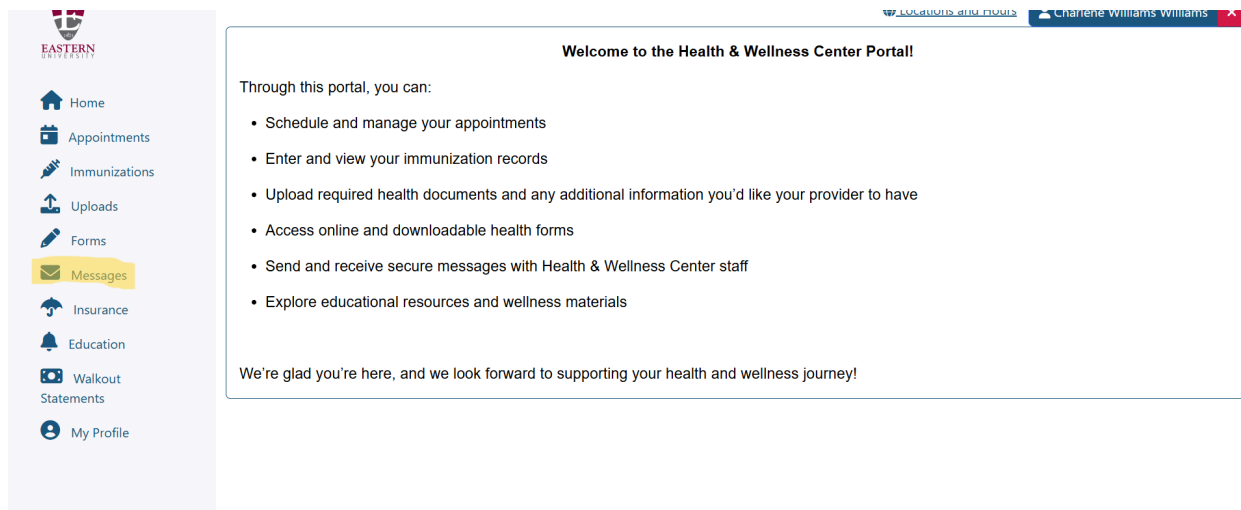 Locations and Hours
Charlene Williams Williams
E
EASTERN
UNIVERSITY
Home
Appointments
Immunizations
Uploads
Forms
Messages
Insurance
Education
Walkout
Statements
My Profile
Welcome to the Health & Wellness Center Portal!
Through this portal, you can:
• Schedule and manage your appointments
• Enter and view your immunization records
• Upload required health documents and any additional information you’d like your provider to have
• Access online and downloadable health forms
• Send and receive secure messages with Health & Wellness Center staff
• Explore educational resources and wellness materials
We’re glad you’re here, and we look forward to supporting your health and wellness journey!